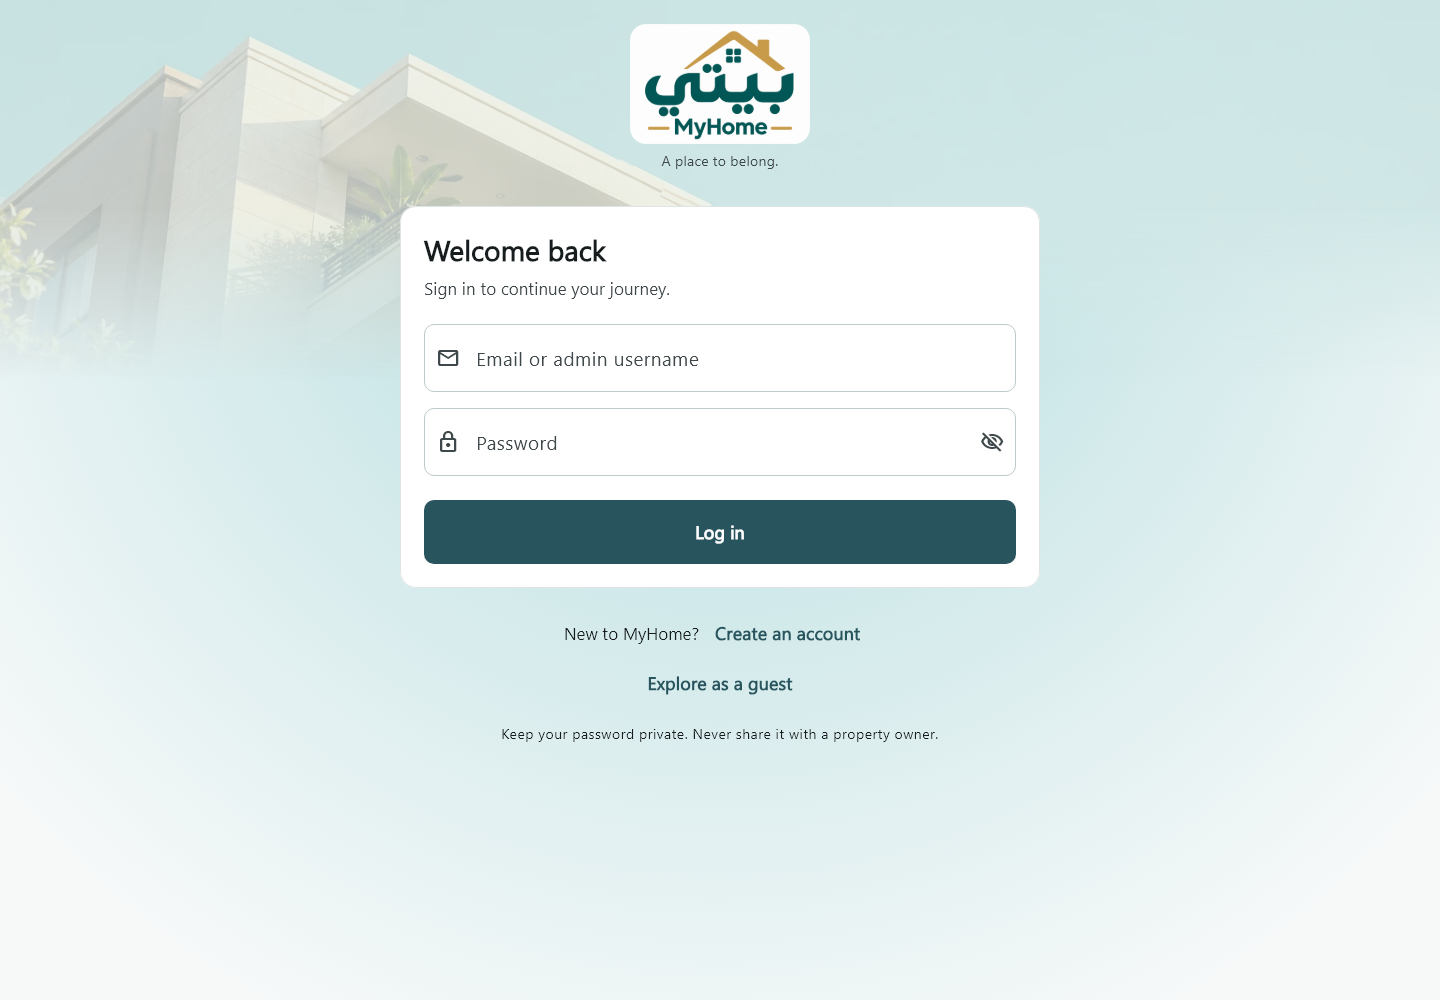 بيتي
MyHome
A place to belong.
Welcome back
Sign in to continue your journey.
Email or admin username
Password
Log in
New to MyHome? Create an account
Explore as a guest
Keep your password private. Never share it with a property owner.